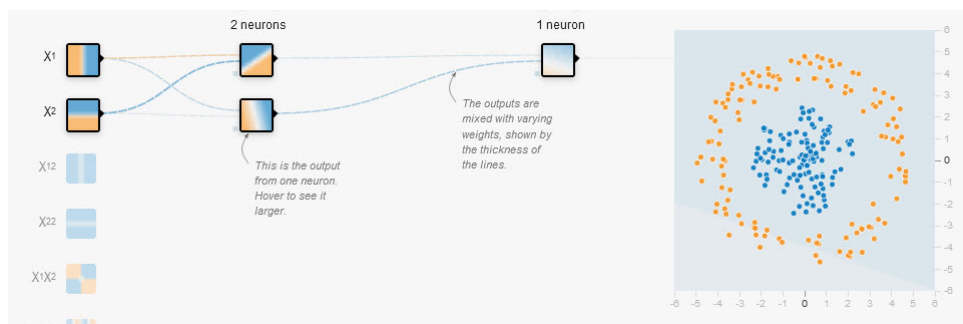 2 neurons
1 neuron
X1
X2
X12
X22
X1X2
This is the output
from one neuron.
Hover to see it
larger.
The outputs are
mixed with varying
weights, shown by
the thickness of
the lines.
6
5
4
3
2
1
0
-1
-2
-3
-4
-5
-6
-6 -5 -4 -3 -2 -1 0 1 2 3 4 5 6